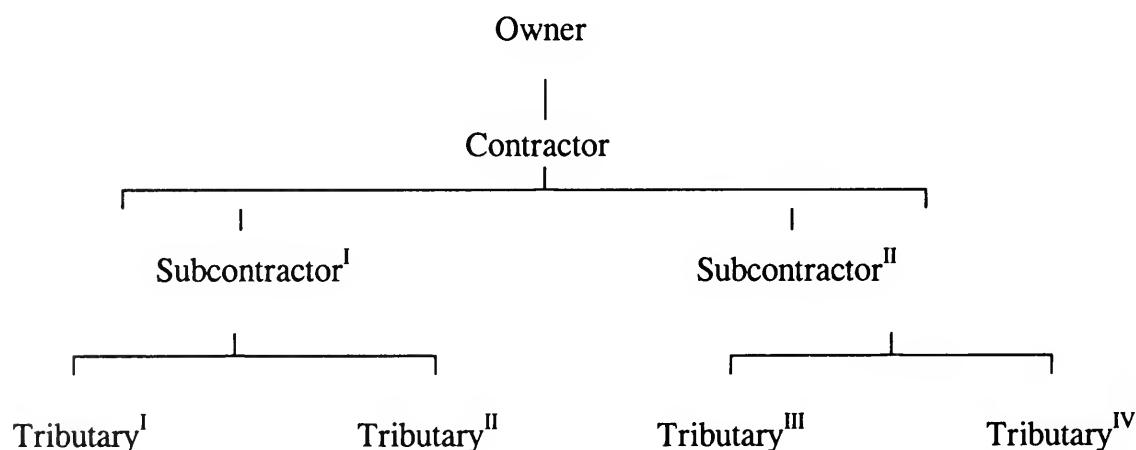 Owner
Contractor
Subcontractor^I Subcontractor^II
Tributary^I Tributary^II Tributary^III Tributary^IV